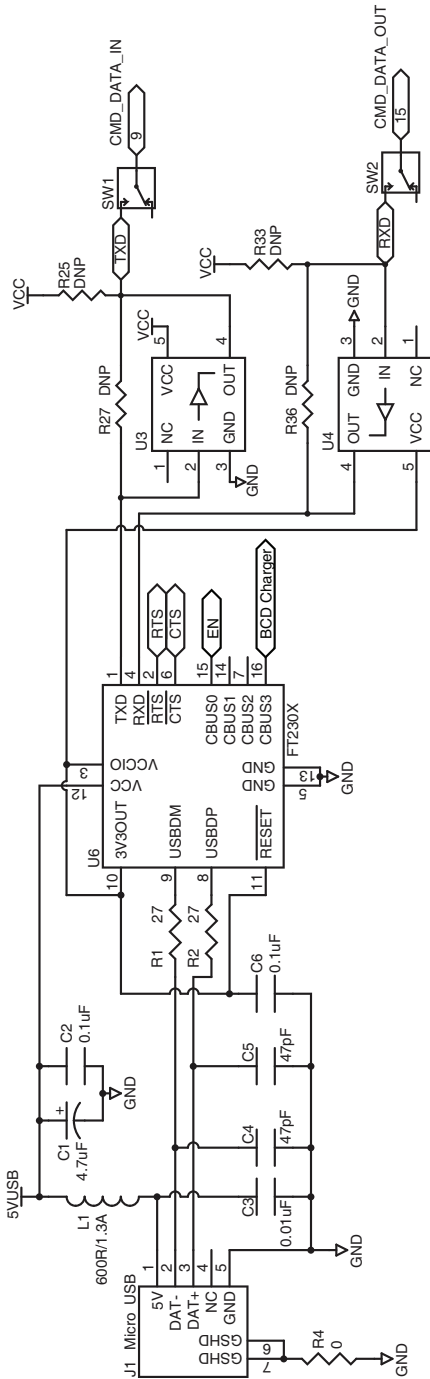 5VUSB
L1
600R/1.3A
C1
4.7uF
+
C2
0.1uF
GND
J1 Micro USB
5V
DAT-
DAT+
NC
GND
GSHD
GSHD
1
2
3
4
5
6
7
R4
0
GND
C3
0.01uF
C4
47pF
C5
47pF
C6
0.1uF
GND
R1
27
R2
27
U6
3V3OUT
USBDM
USBDP
RESET
VCC
VCCIO
TXD
RXD
RTS
CTS
CBUS0
CBUS1
CBUS2
CBUS3
GND
GND
FT230X
10
9
8
11
12
3
1
4
2
6
15
14
7
16
5
13
GND
RTS
CTS
EN
BCD Charger
R27
DNP
VCC
R25
DNP
U3
NC
IN
GND
VCC
OUT
1
2
3
5
4
VCC
GND
TXD
SW1
9
CMD_DATA_IN
VCC
R33
DNP
R36
DNP
U4
OUT
VCC
GND
IN
NC
4
5
3
2
1
GND
RXD
SW2
15
CMD_DATA_OUT